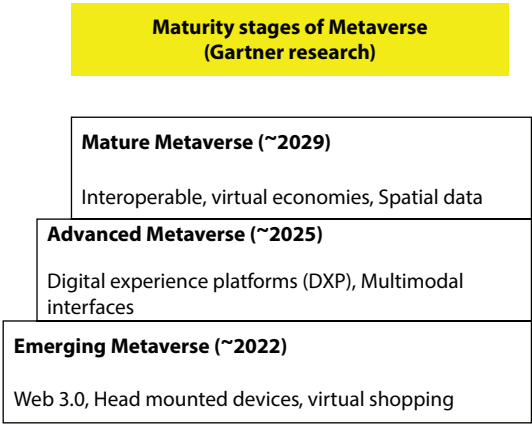 Maturity stages of Metaverse
(Gartner research)
Mature Metaverse (~2029)
Interoperable, virtual economies, Spatial data
Advanced Metaverse (~2025)
Digital experience platforms (DXP), Multimodal
interfaces
Emerging Metaverse (~2022)
Web 3.0, Head mounted devices, virtual shopping